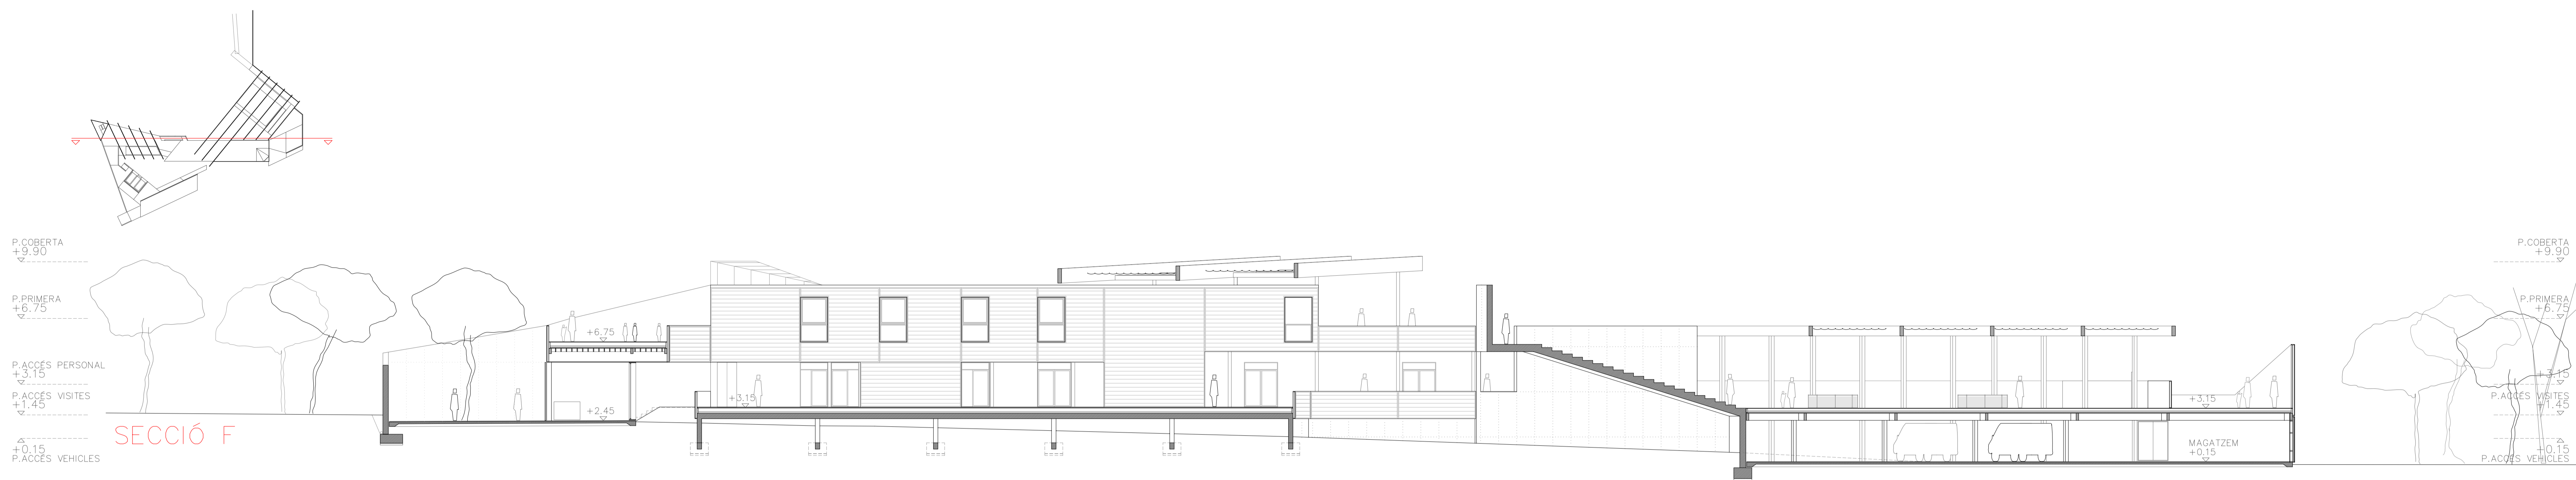 P.COBERTA
+9.90
P.PRIMERA
+6.75
P.ACCÉS PERSONAL
+3.15
P.ACCÉS VISITES
+1.45
+0.15
P.ACCÉS VEHICLES
SECCIÓ F
+6.75
+2.45
+3.15
+3.15
MAGATZEM
+0.15
P.COBERTA
+9.90
P.PRIMERA
+6.75
+3.15
P.ACCÉS VISITES
+1.45
+0.15
P.ACCÉS VEHICLES